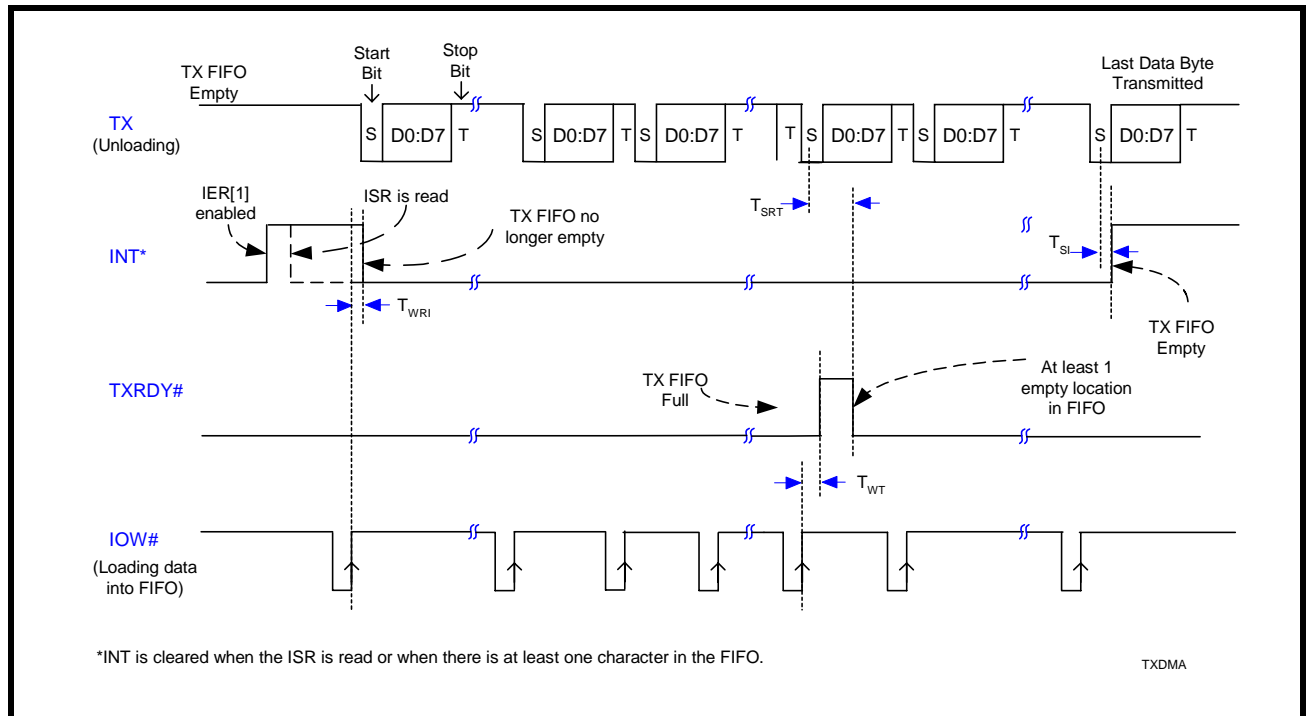 Start
Bit
Stop
Bit
TX FIFO
Empty
Last Data Byte
Transmitted
TX
(Unloading)
S D0:D7 T S D0:D7 T S D0:D7 T T S D0:D7 T S D0:D7 T S D0:D7 T
IER[1]
enabled
ISR is read
TX FIFO no
longer empty
TSRT
INT*
TSI
TWRI
TX FIFO
Empty
TXRDY#
TX FIFO
Full
At least 1
empty location
in FIFO
TWT
IOW#
(Loading data
into FIFO)
*INT is cleared when the ISR is read or when there is at least one character in the FIFO.
TXDMA